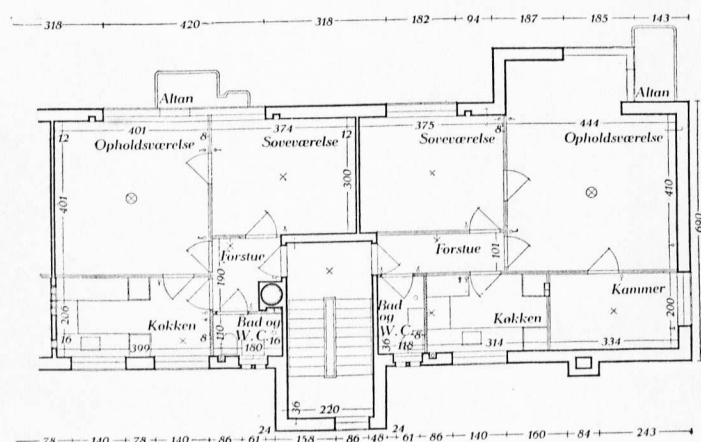 318 420 318 182 94 187 185 143
Altan
Altan
401 8 374 12 375 8 444
12 Opholdsværelse Soveværelse Soveværelse Opholdsværelse
401 300 410 690
Forstue Forstue 101
190
Kammer
206 Køkken Bad og W. C. Bad og W. C. Køkken 200
16 8 110 16 36 8
399 180 118 314 334
36 220
24 24
78 140 78 140 86 61 158 86 48 61 86 140 160 84 243